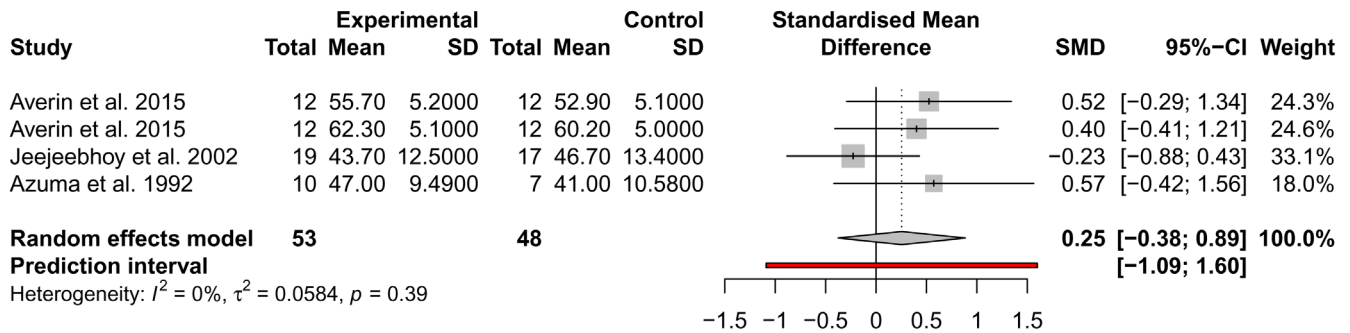 Experimental Control Standardised Mean
Study Total Mean SD Total Mean SD Difference SMD 95%−CI Weight
Averin et al. 2015 12 55.70 5.2000 12 52.90 5.1000 0.52 [−0.29; 1.34] 24.3%
Averin et al. 2015 12 62.30 5.1000 12 60.20 5.0000 0.40 [−0.41; 1.21] 24.6%
Jeejeebhoy et al. 2002 19 43.70 12.5000 17 46.70 13.4000 −0.23 [−0.88; 0.43] 33.1%
Azuma et al. 1992 10 47.00 9.4900 7 41.00 10.5800 0.57 [−0.42; 1.56] 18.0%
Random effects model 53 48 0.25 [−0.38; 0.89] 100.0%
Prediction interval [−1.09; 1.60]
Heterogeneity: I² = 0%, τ² = 0.0584, p = 0.39
−1.5 −1 −0.5 0 0.5 1 1.5